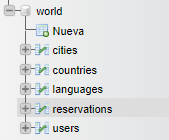 world
Nueva
cities
countries
languages
reservations
users